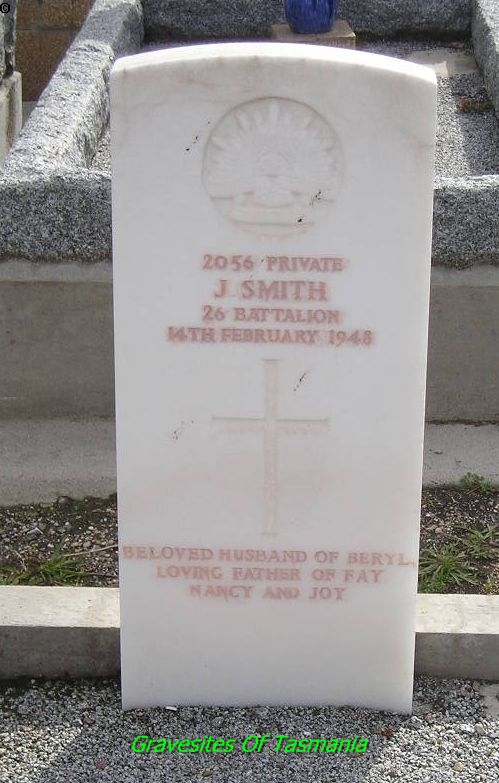 2056 PRIVATE
J SMITH
26 BATTALION
14TH FEBRUARY 1948
BELOVED HUSBAND OF BERYL,
LOVING FATHER OF FAY
NANCY AND JOY
Gravesites Of Tasmania